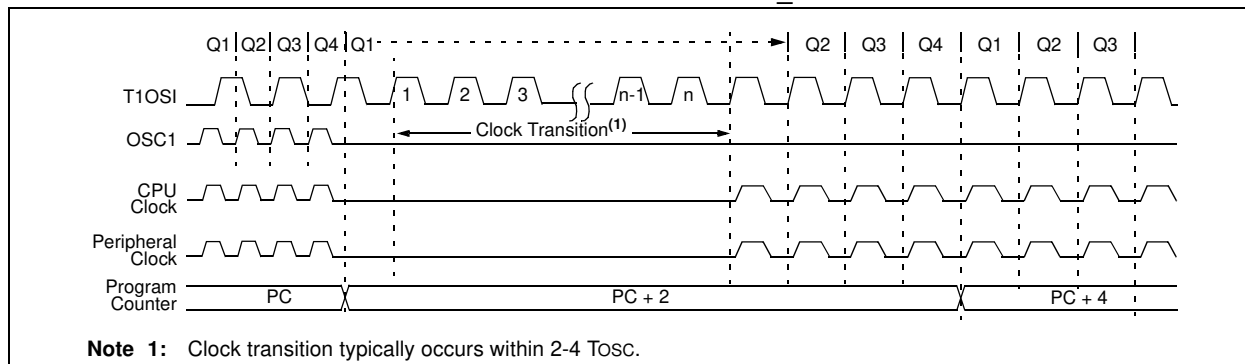 Q1 Q2 Q3 Q4 Q1 Q2 Q3 Q4 Q1 Q2 Q3
T1OSI 1 2 3 n-1 n
Clock Transition(1)
OSC1
CPU
Clock
Peripheral
Clock
Program
Counter PC PC + 2 PC + 4
Note 1: Clock transition typically occurs within 2-4 TOSC.